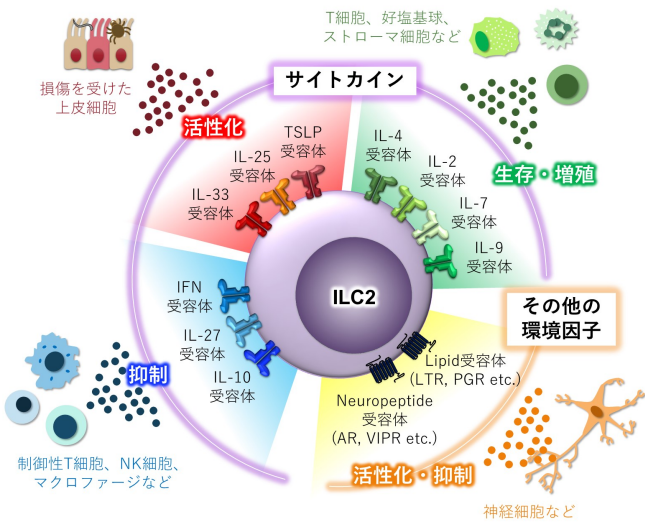 T細胞、好塩基球、
ストローマ細胞など
サイトカイン
損傷を受けた
上皮細胞
活性化
TSLP
受容体
IL-25
受容体
IL-33
受容体
IL-4
受容体
IL-2
受容体
IL-7
受容体
IL-9
受容体
生存・増殖
ILC2
IFN
受容体
IL-27
受容体
IL-10
受容体
抑制
制御性T細胞、NK細胞、
マクロファージなど
その他の
環境因子
Lipid受容体
(LTR, PGR etc.)
Neuropeptide
受容体
(AR, VIPR etc.)
活性化・抑制
神経細胞など